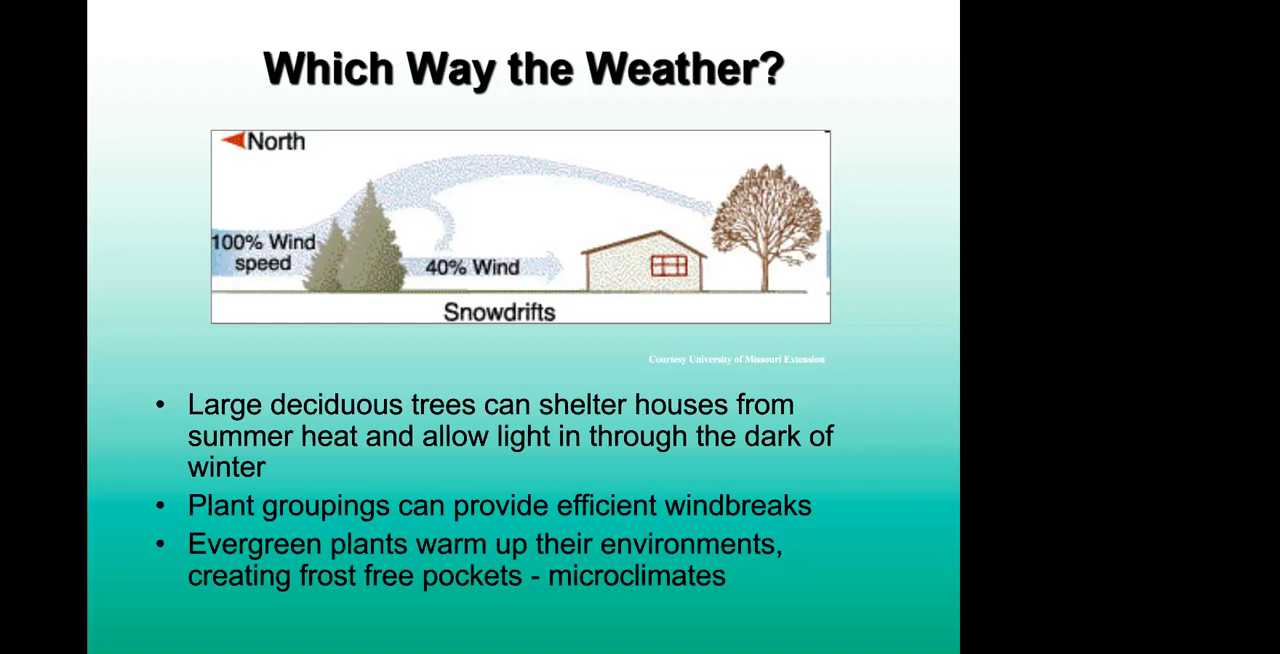 Which Way the Weather?
North
100% Wind
speed
40% Wind
Snowdrifts
Courtesy University of Missouri Extension
• Large deciduous trees can shelter houses from
summer heat and allow light in through the dark of
winter
• Plant groupings can provide efficient windbreaks
• Evergreen plants warm up their environments,
creating frost free pockets - microclimates